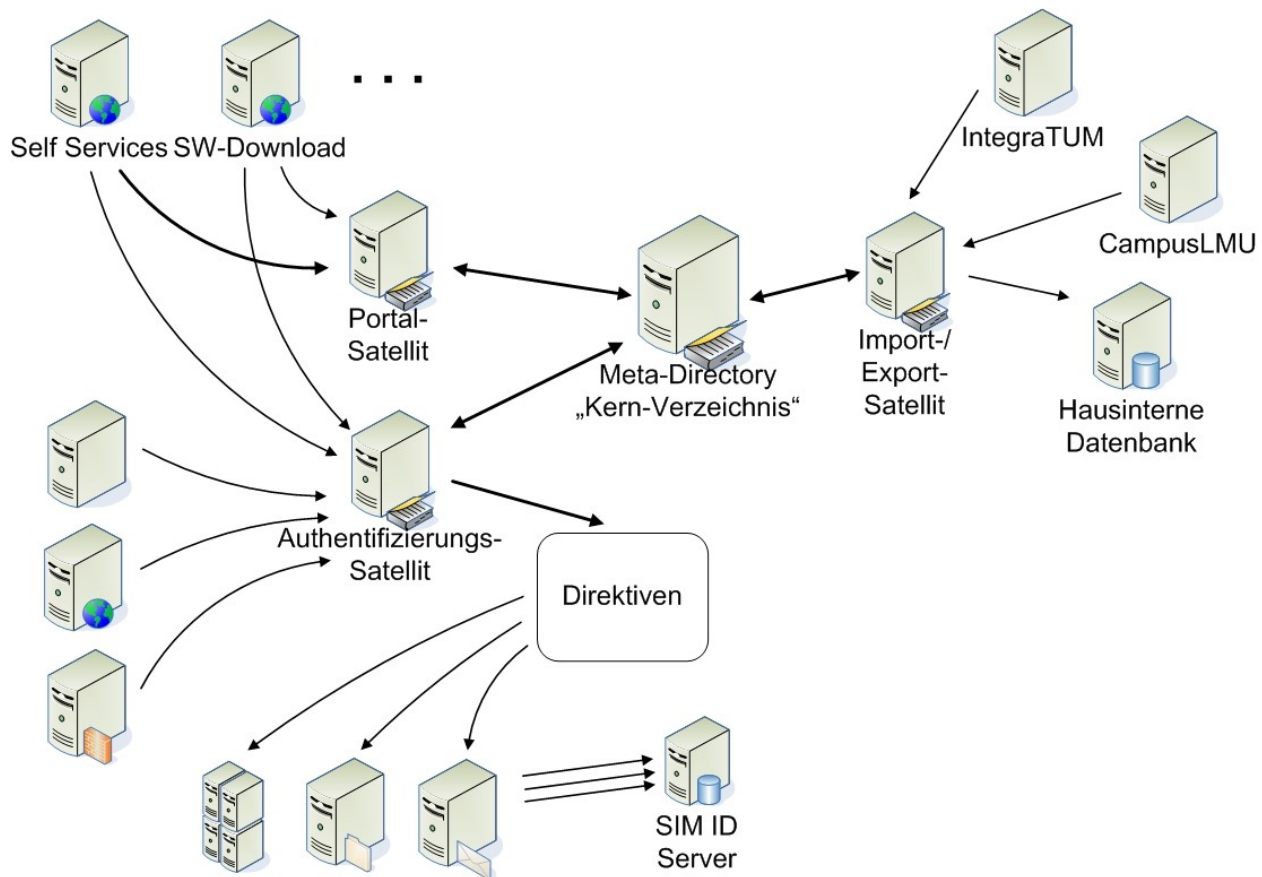 . . .
Self Services
SW-Download
IntegraTUM
CampusLMU
Portal-
Satellit
Meta-Directory
„Kern-Verzeichnis“
Import-/
Export-
Satellit
Hausinterne
Datenbank
Authentifizierungs-
Satellit
Direktiven
SIM ID
Server